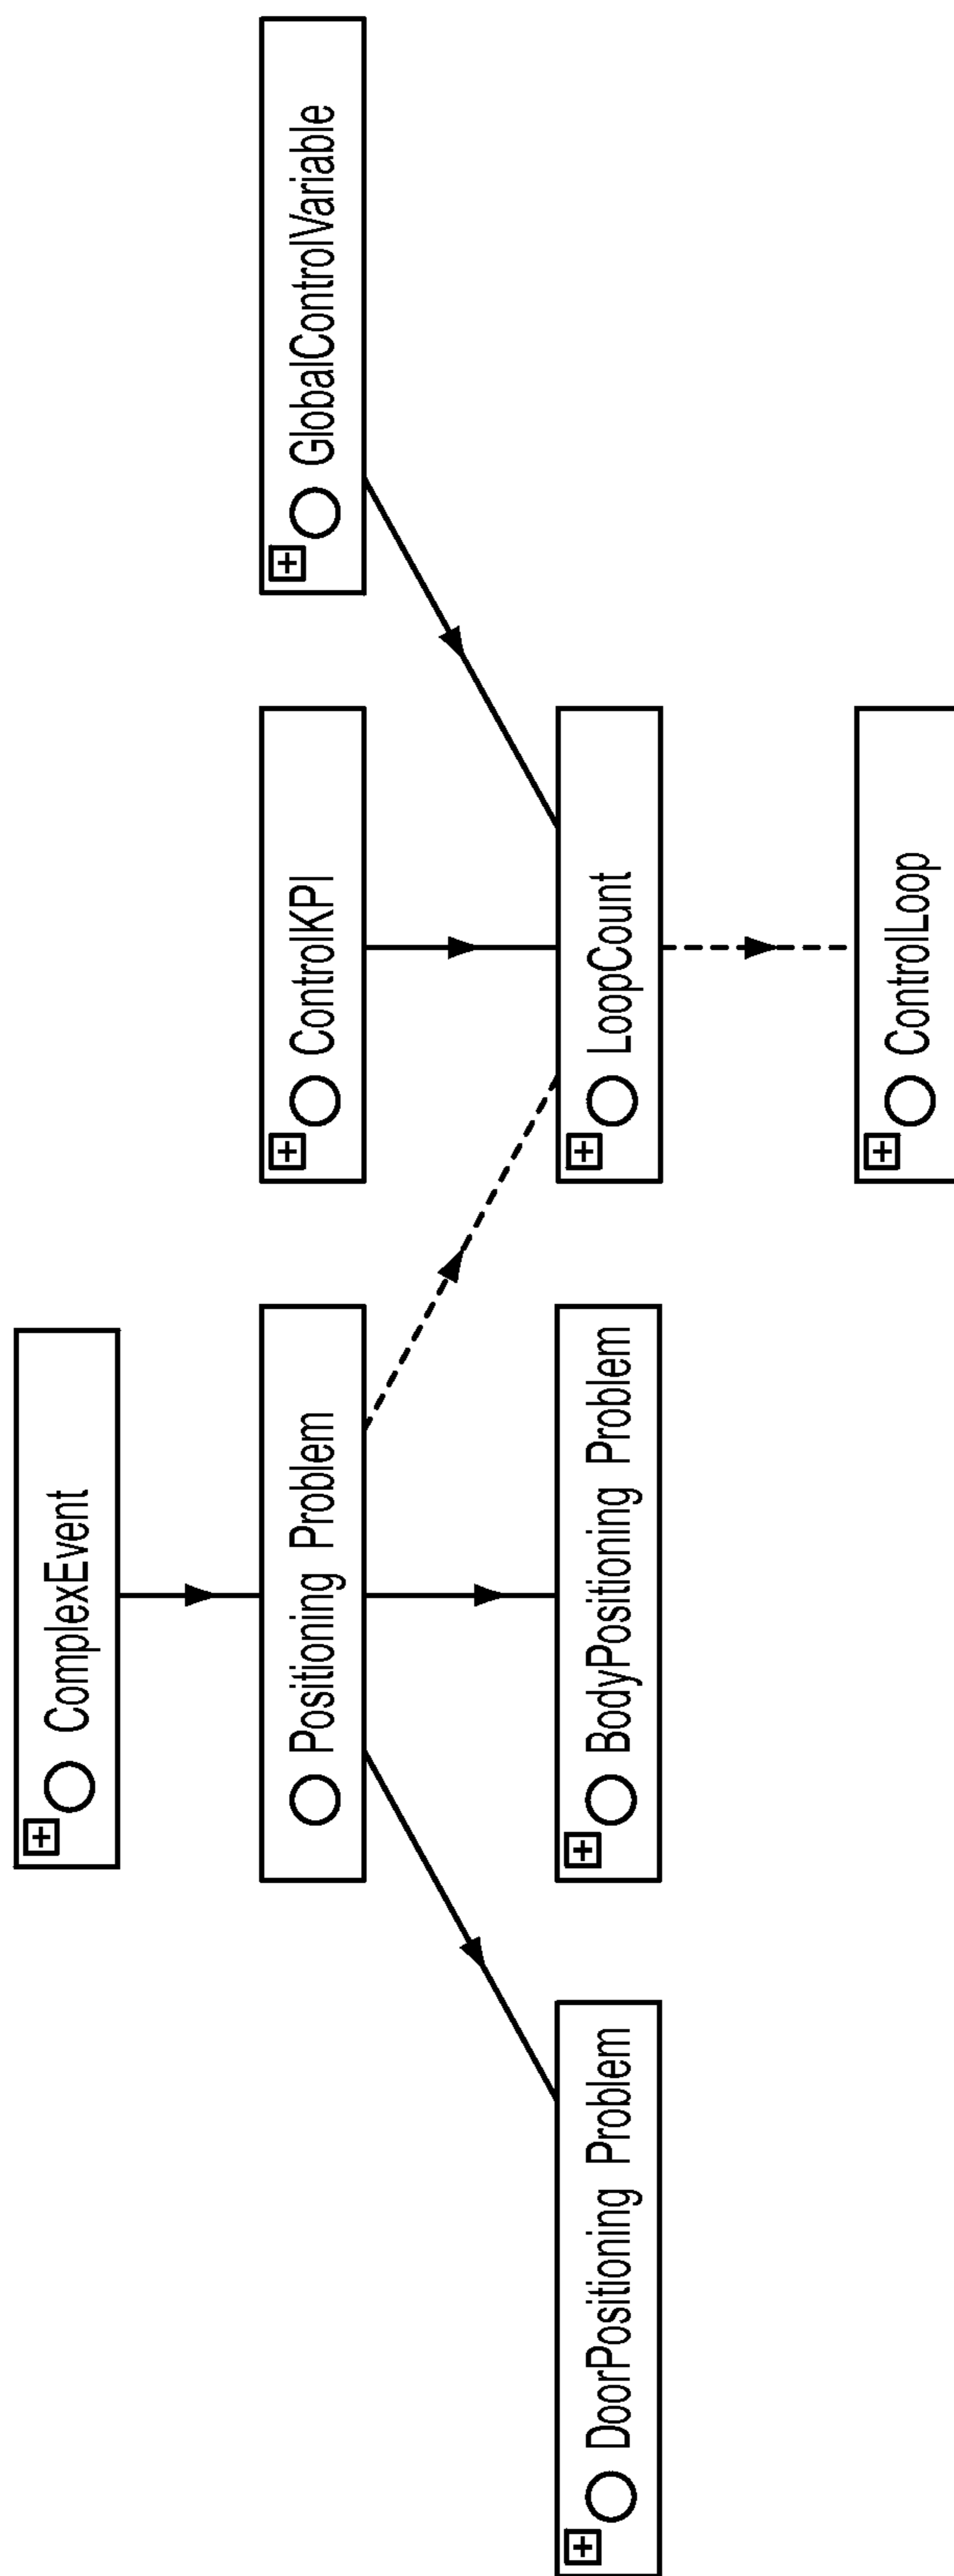 ComplexEvent
Positioning Problem
ControlKPI
GlobalControlVariable
DoorPositioning Problem
BodyPositioning Problem
LoopCount
ControlLoop